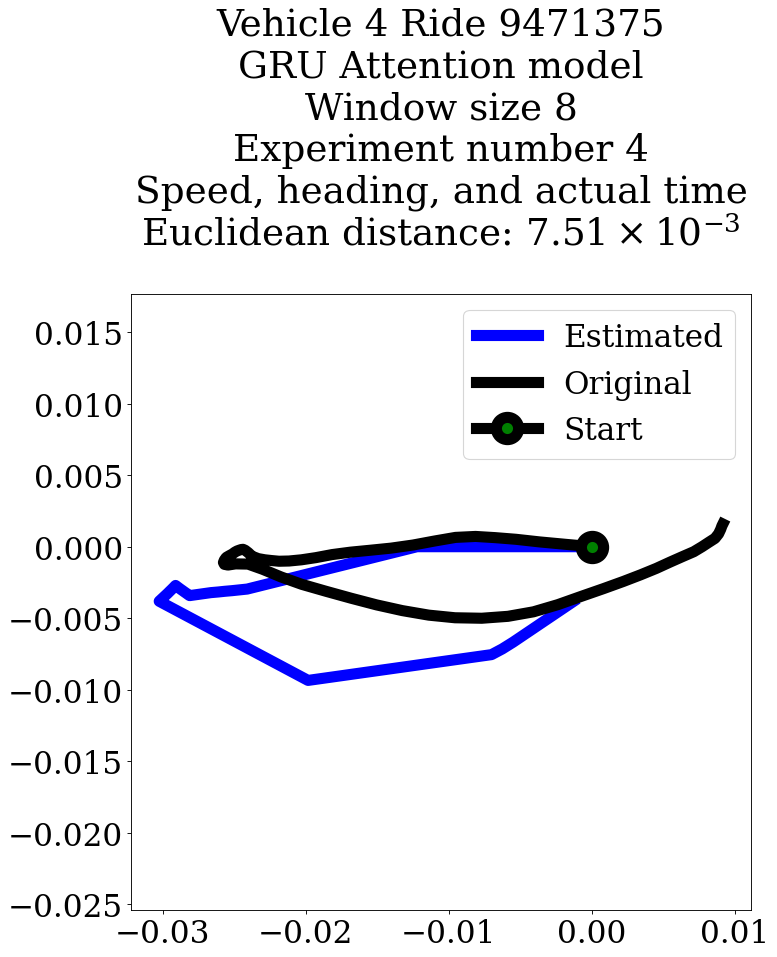 Vehicle 4 Ride 9471375
GRU Attention model
Window size 8
Experiment number 4
Speed, heading, and actual time
Euclidean distance: 7.51 × 10⁻³
Estimated
Original
Start
0.015
0.010
0.005
0.000
−0.005
−0.010
−0.015
−0.020
−0.025
−0.03
−0.02
−0.01
0.00
0.01